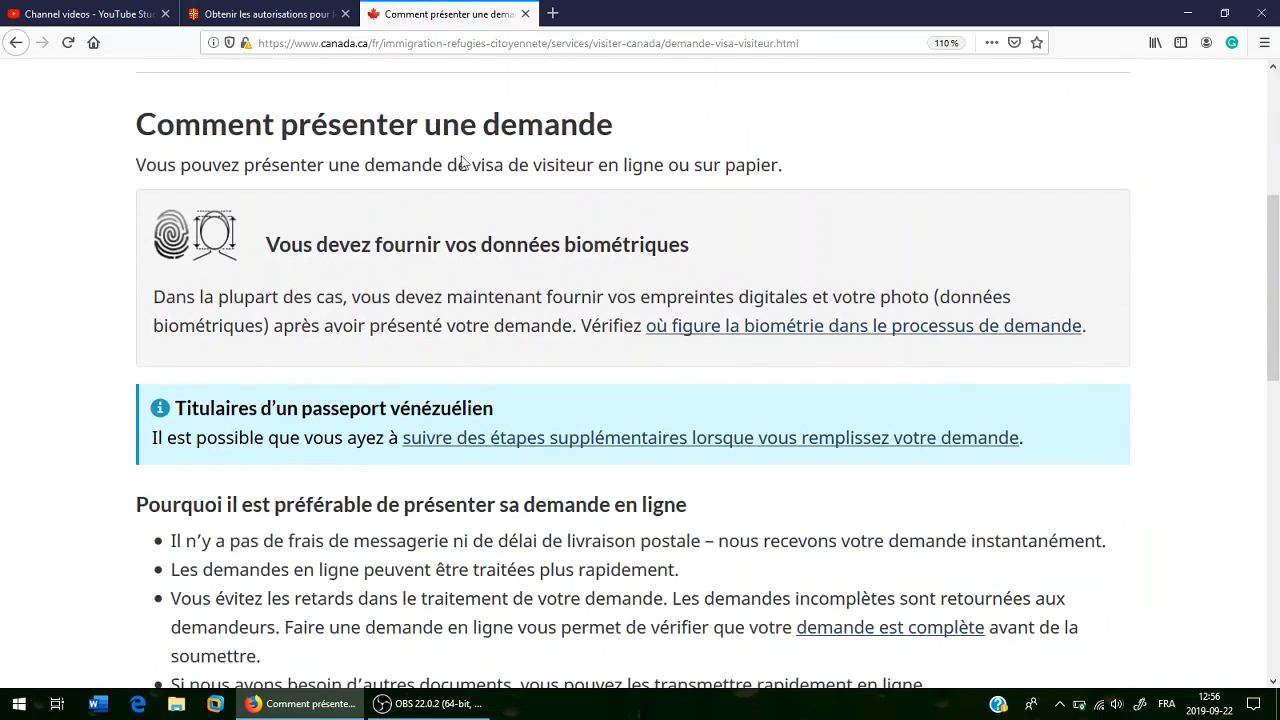 Channel videos - YouTube Stu
Obtenir les autorisations pour l
Comment présenter une dema
https://www.canada.ca/fr/immigration-refugies-citoyennete/services/visiter-canada/demande-visa-visiteur.html
110 %
Comment présenter une demande
Vous pouvez présenter une demande de visa de visiteur en ligne ou sur papier.
Vous devez fournir vos données biométriques
Dans la plupart des cas, vous devez maintenant fournir vos empreintes digitales et votre photo (données
biométriques) après avoir présenté votre demande. Vérifiez où figure la biométrie dans le processus de demande.
Titulaires d’un passeport vénézuélien
Il est possible que vous ayez à suivre des étapes supplémentaires lorsque vous remplissez votre demande.
Pourquoi il est préférable de présenter sa demande en ligne
Il n’y a pas de frais de messagerie ni de délai de livraison postale – nous recevons votre demande instantanément.
Les demandes en ligne peuvent être traitées plus rapidement.
Vous évitez les retards dans le traitement de votre demande. Les demandes incomplètes sont retournées aux
demandeurs. Faire une demande en ligne vous permet de vérifier que votre demande est complète avant de la
soumettre.
Si nous avons besoin d’autres documents, vous pouvez les transmettre rapidement en ligne.
Comment présente...
OBS 22.0.2 (64-bit, ...
FRA
12:56
2019-09-22